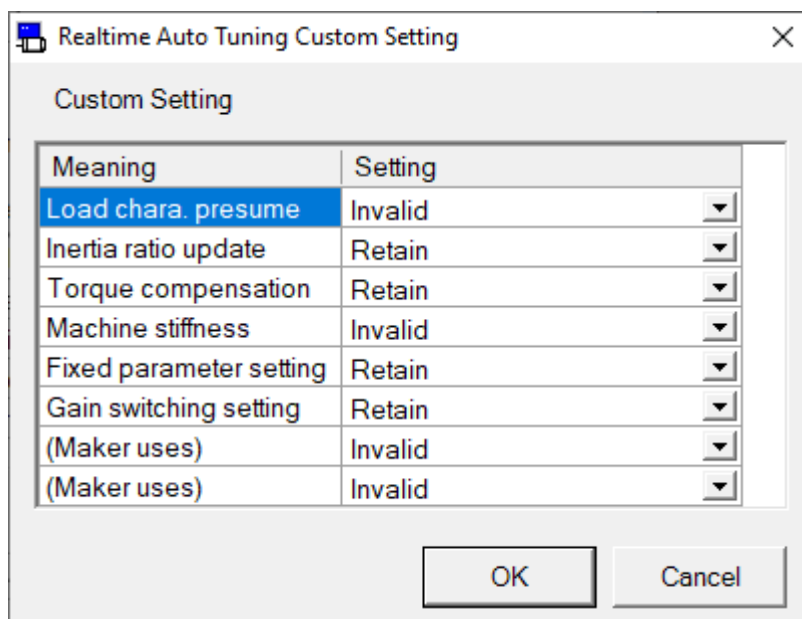 Realtime Auto Tuning Custom Setting
Custom Setting
Meaning Setting
Load chara. presume Invalid
Inertia ratio update Retain
Torque compensation Retain
Machine stiffness Invalid
Fixed parameter setting Retain
Gain switching setting Retain
(Maker uses) Invalid
(Maker uses) Invalid
OK Cancel